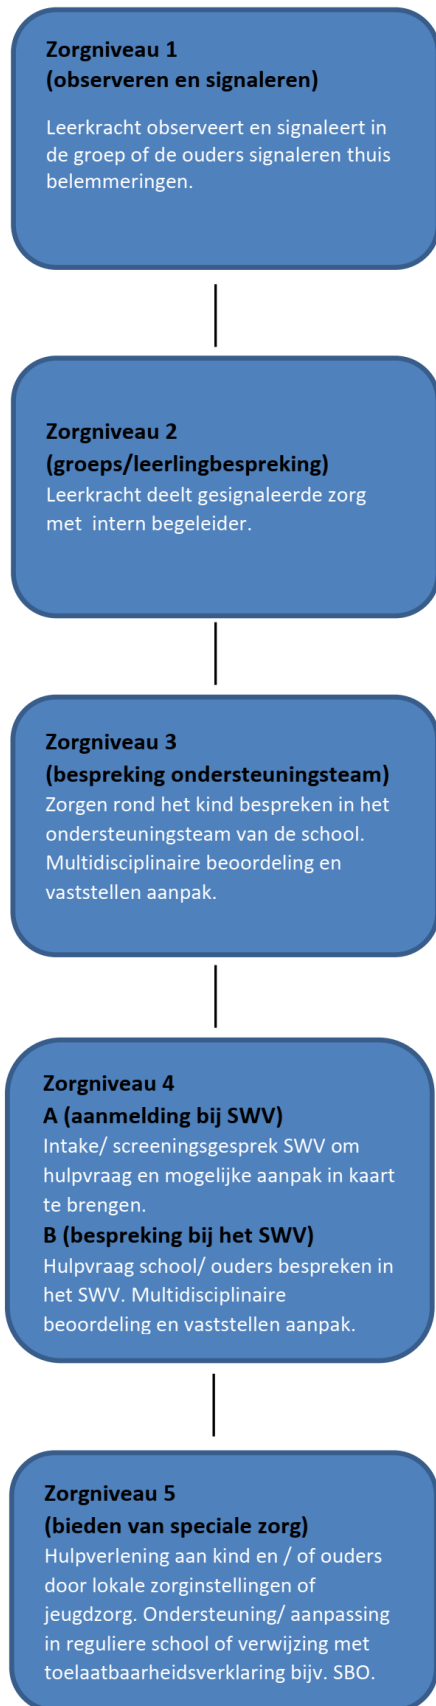 Zorgniveau 1
(observeren en signaleren)
Leerkracht observeert en signaleert in
de groep of de ouders signaleren thuis
belemmeringen.
Zorgniveau 2
(groeps/leerlingbespreking)
Leerkracht deelt gesignaleerde zorg
met intern begeleider.
Zorgniveau 3
(bespreking ondersteuningsteam)
Zorgen rond het kind bespreken in het
ondersteuningsteam van de school.
Multidisciplinaire beoordeling en
vaststellen aanpak.
Zorgniveau 4
A (aanmelding bij SWV)
Intake/ screeningsgesprek SWV om
hulpvraag en mogelijke aanpak in kaart
te brengen.
B (bespreking bij het SWV)
Hulpvraag school/ ouders bespreken in
het SWV. Multidisciplinaire
beoordeling en vaststellen aanpak.
Zorgniveau 5
(bieden van speciale zorg)
Hulpverlening aan kind en / of ouders
door lokale zorginstellingen of
jeugdzorg. Ondersteuning/ aanpassing
in reguliere school of verwijzing met
toelaatbaarheidsverklaring bijv. SBO.